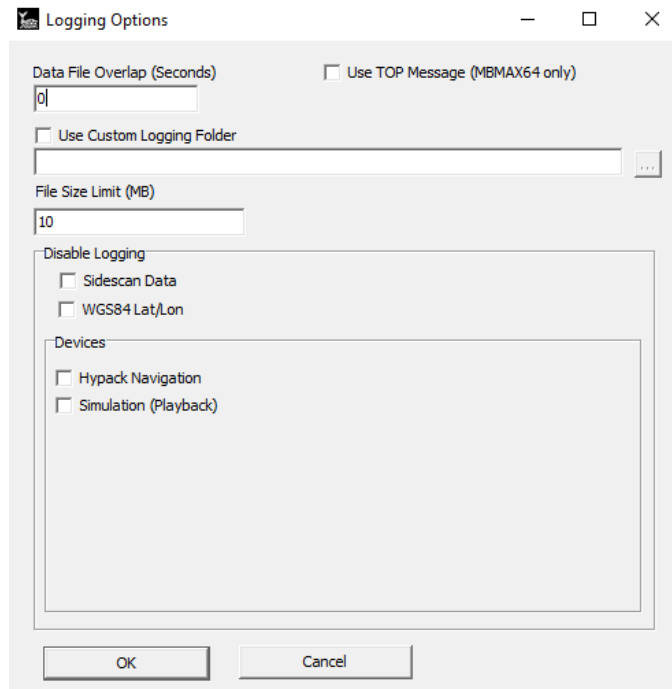 Logging Options
Data File Overlap (Seconds)
Use TOP Message (MBMAX64 only)
0
Use Custom Logging Folder
...
File Size Limit (MB)
10
Disable Logging
Sidescan Data
WGS84 Lat/Lon
Devices
Hypack Navigation
Simulation (Playback)
OK
Cancel